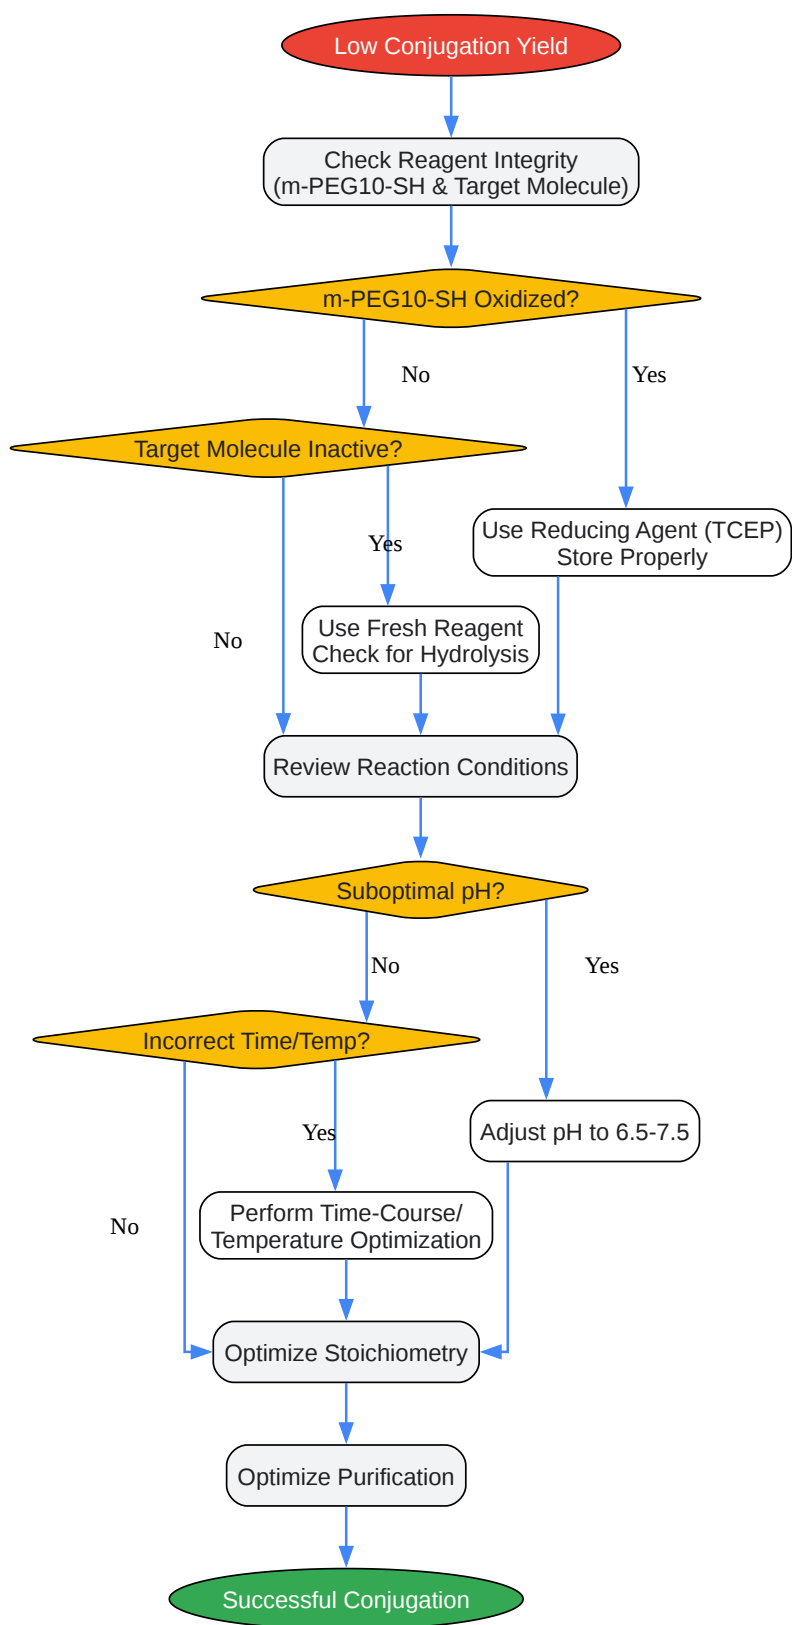 Low Conjugation Yield
Check Reagent Integrity
(m-PEG10-SH & Target Molecule)
m-PEG10-SH Oxidized?
No
Yes
Target Molecule Inactive?
Use Reducing Agent (TCEP)
Store Properly
Yes
Use Fresh Reagent
Check for Hydrolysis
No
Review Reaction Conditions
Suboptimal pH?
No
Yes
Incorrect Time/Temp?
Yes
Adjust pH to 6.5-7.5
No
Perform Time-Course/
Temperature Optimization
Optimize Stoichiometry
Optimize Purification
Successful Conjugation